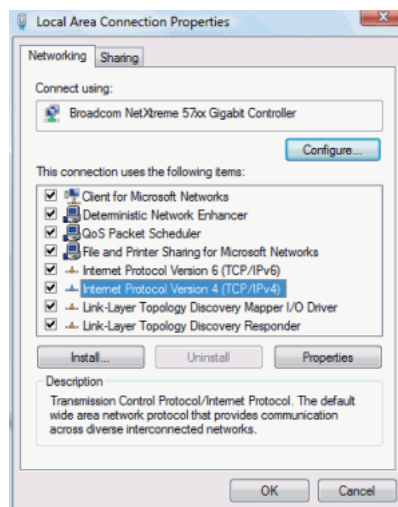 Local Area Connection Properties
Networking
Sharing
Connect using:
Broadcom NetXtreme 57xx Gigabit Controller
Configure...
This connection uses the following items:
Client for Microsoft Networks
Deterministic Network Enhancer
QoS Packet Scheduler
File and Printer Sharing for Microsoft Networks
Internet Protocol Version 6 (TCP/IPv6)
Internet Protocol Version 4 (TCP/IPv4)
Link-Layer Topology Discovery Mapper I/O Driver
Link-Layer Topology Discovery Responder
Install...
Uninstall
Properties
Description
Transmission Control Protocol/Internet Protocol. The default
wide area network protocol that provides communication
across diverse interconnected networks.
OK
Cancel